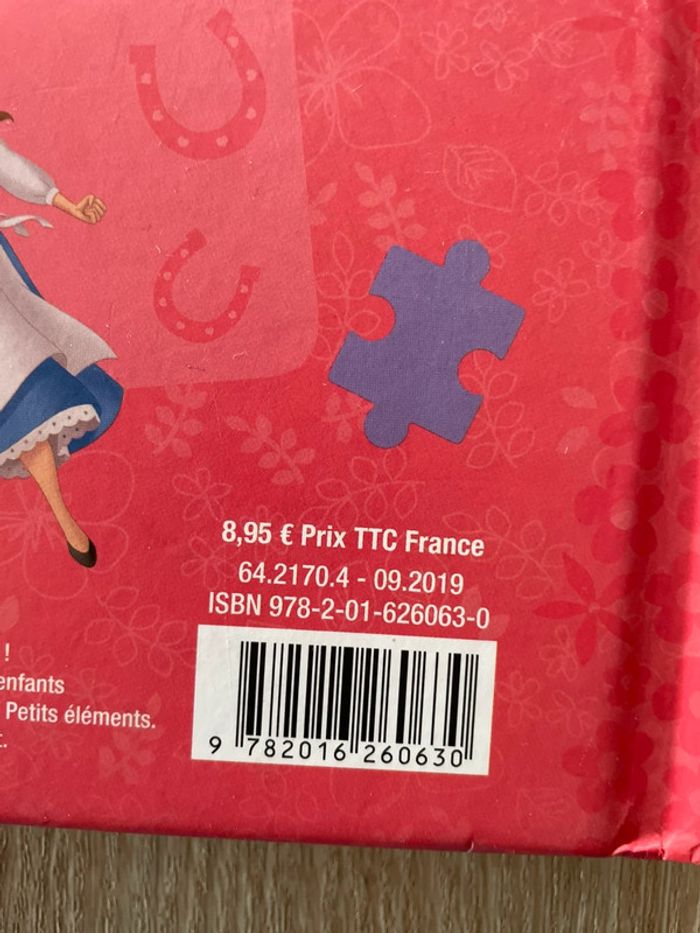 8,95 € Prix TTC France
64.2170.4 - 09.2019
ISBN 978-2-01-626063-0
!
enfants
Petits éléments.
9 782016 260630